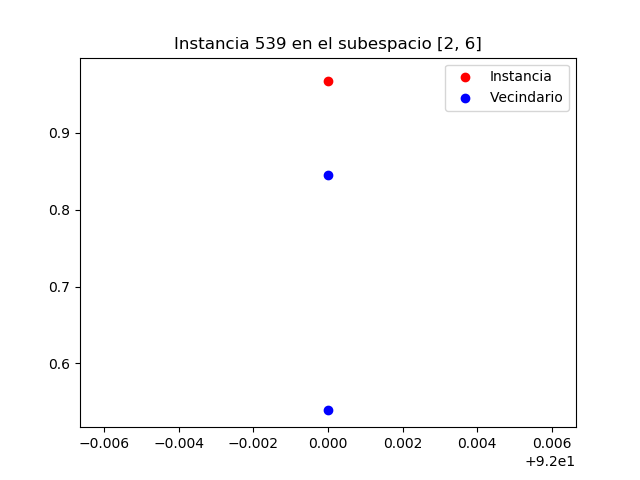 Instancia 539 en el subespacio [2, 6]
Instancia
Vecindario
0.9
0.8
0.7
0.6
−0.006 −0.004 −0.002 0.000 0.002 0.004 0.006
+9.2e1